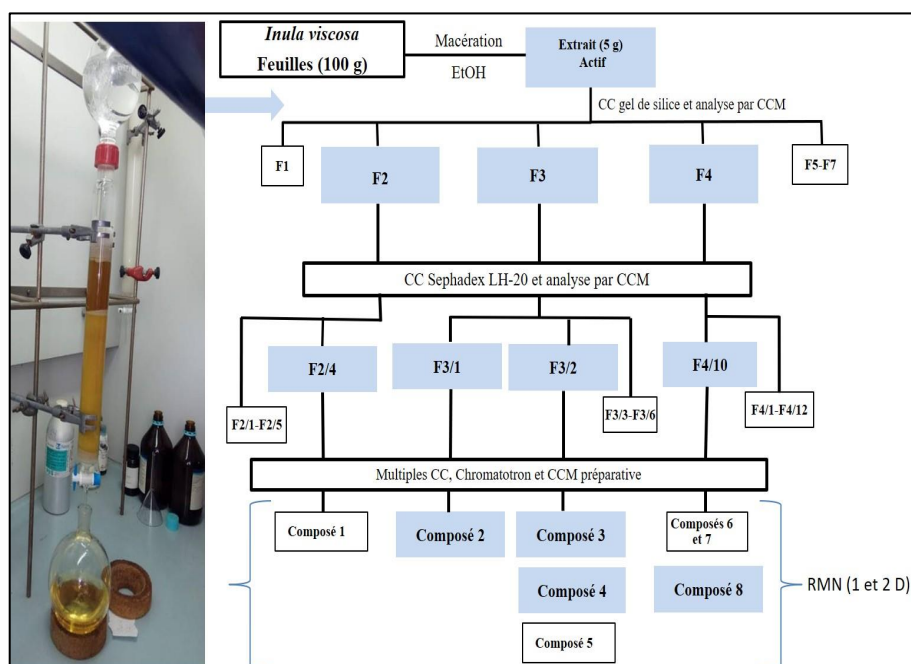 Inula viscosa
Feuilles (100 g)
Macération
EtOH
Extrait (5 g)
Actif
CC gel de silice et analyse par CCM
F1
F2
F3
F4
F5-F7
CC Sephadex LH-20 et analyse par CCM
F2/1-F2/5
F2/4
F3/1
F3/2
F3/3-F3/6
F4/10
F4/1-F4/12
Multiples CC, Chromatotron et CCM préparative
Composé 1
Composé 2
Composé 3
Composés 6
et 7
Composé 4
Composé 8
Composé 5
RMN (1 et 2 D)